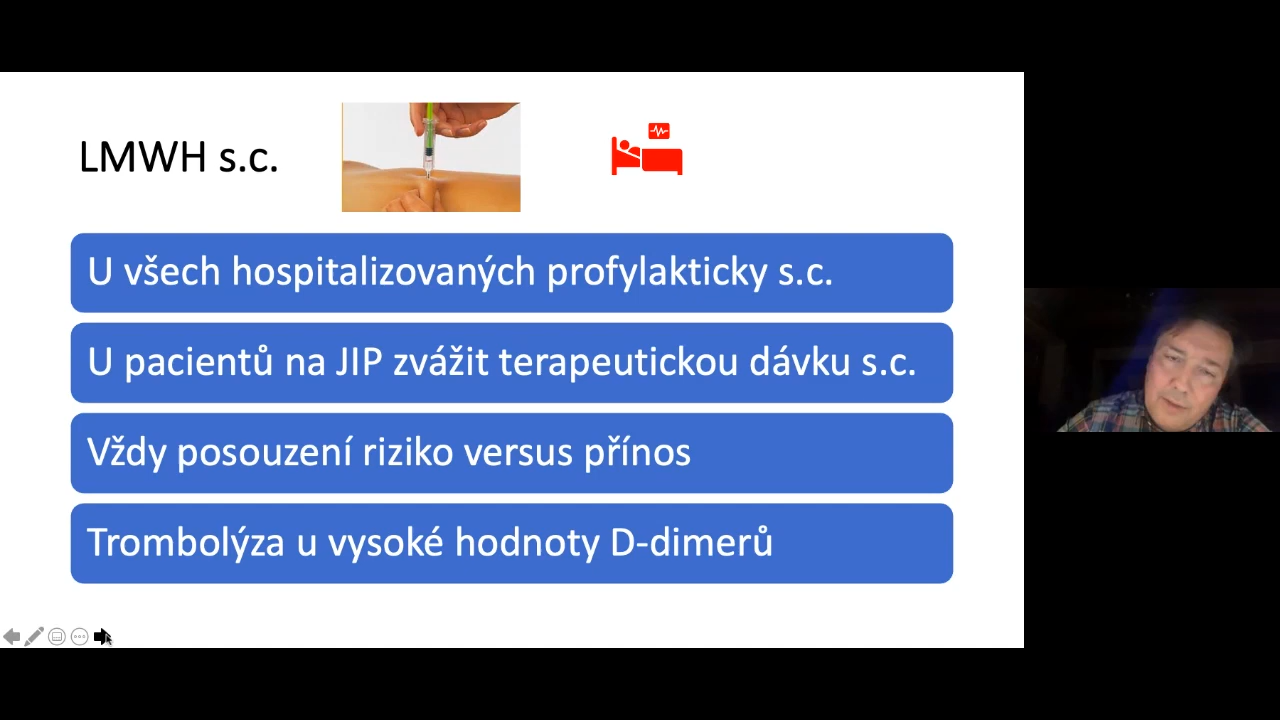 LMWH s.c.
U všech hospitalizovaných profylakticky s.c.
U pacientů na JIP zvážit terapeutickou dávku s.c.
Vždy posouzení riziko versus přínos
Trombolýza u vysoké hodnoty D-dimerů